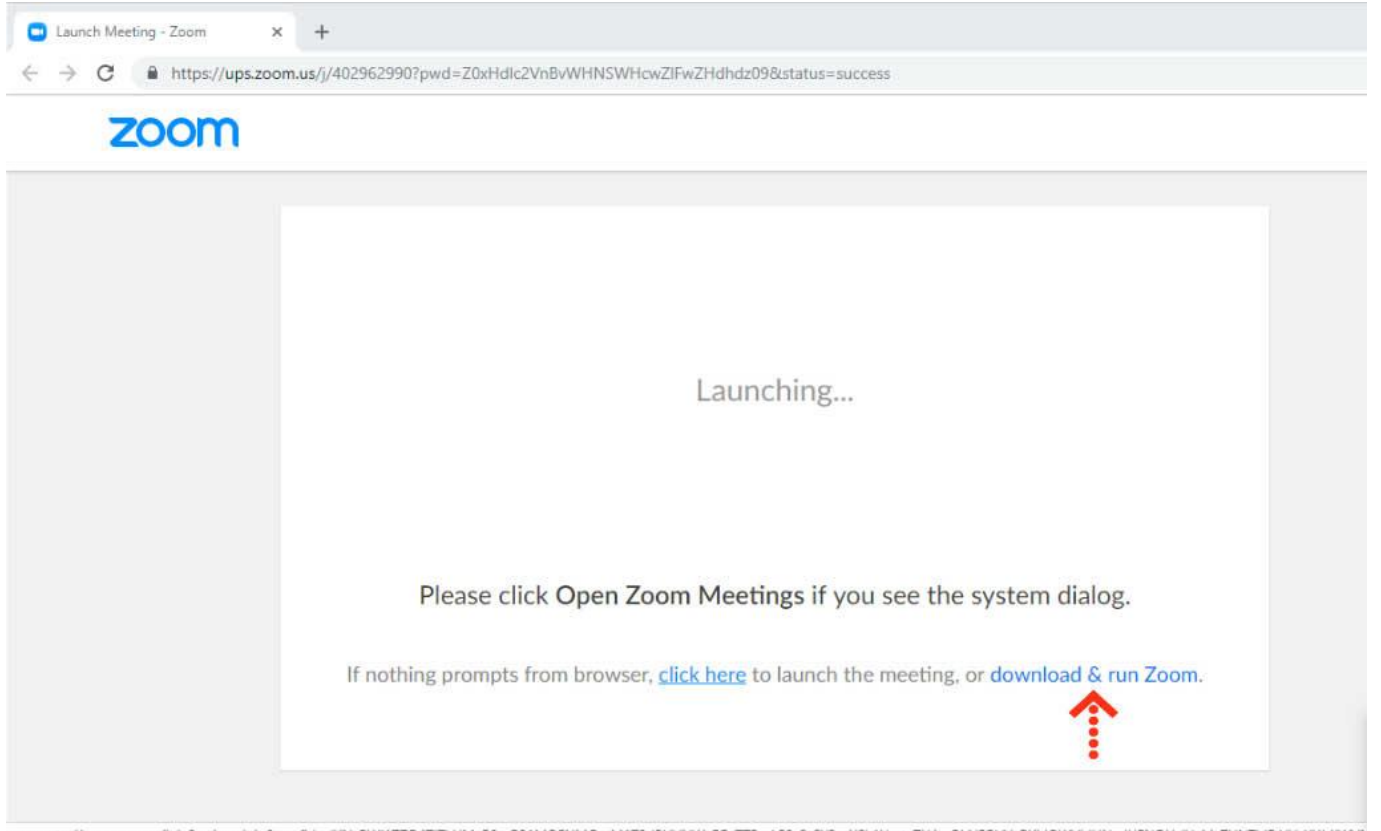 Launch Meeting - Zoom
https://ups.zoom.us/j/402962990?pwd=Z0xHdlc2VnBvWHNSWHcwZlFwZHdhdz09&status=success
zoom
Launching...
Please click Open Zoom Meetings if you see the system dialog.
If nothing prompts from browser, click here to launch the meeting, or download & run Zoom.